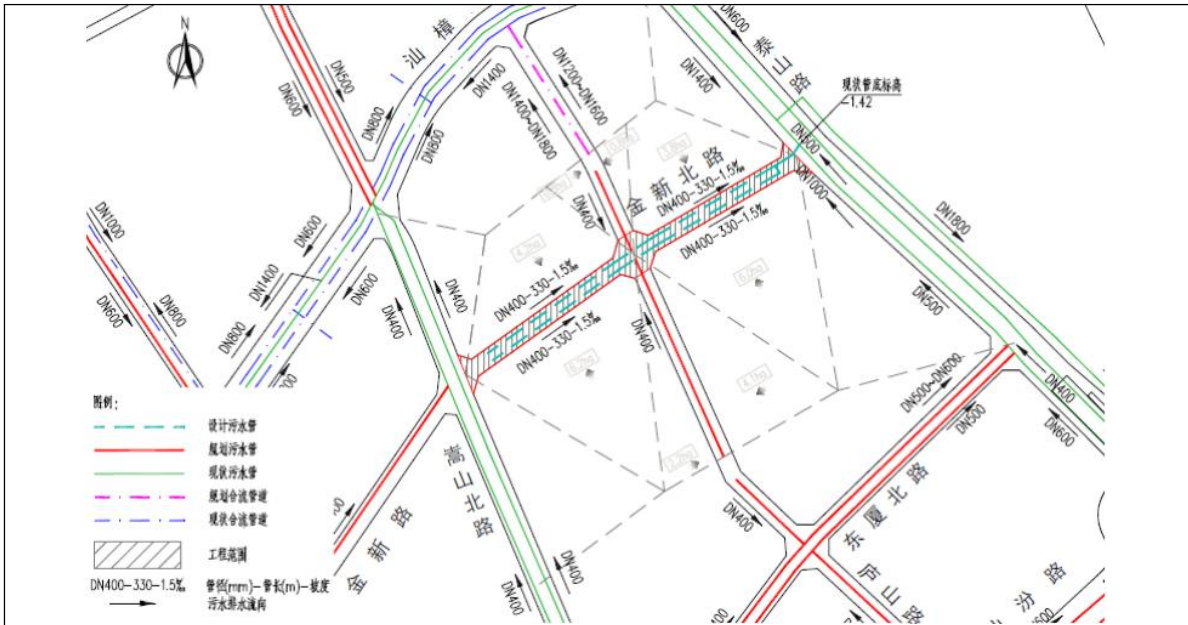 N
汕樟
DN500
DN600
DN800
DN800
DN1400
DN1200~DN1600
DN1400~DN1800
DN600
泰山路
DN1400
现状管底标高
-1.42
DN500
DN1000
金新北路
DN400-330-1.5‰
DN400-330-1.5‰
DN400
DN1800
DN1000
DN600
DN800
DN600
DN1400
DN800
DN600
DN400
DN400
4.2ha
DN400-330-1.5‰
DN400-330-1.5‰
DN400
DN500
DN500~DN600
DN500
DN400
DN600
图例：
设计污水管
规划污水管
现状污水管
规划合流管道
现状合流管道
工程范围
DN400-330-1.5‰ 管径(mm)-管长(m)-坡度
污水排水流向
嵩山北路
金新路
DN400
DN400
DN400
东厦北路
庐山路
汾路